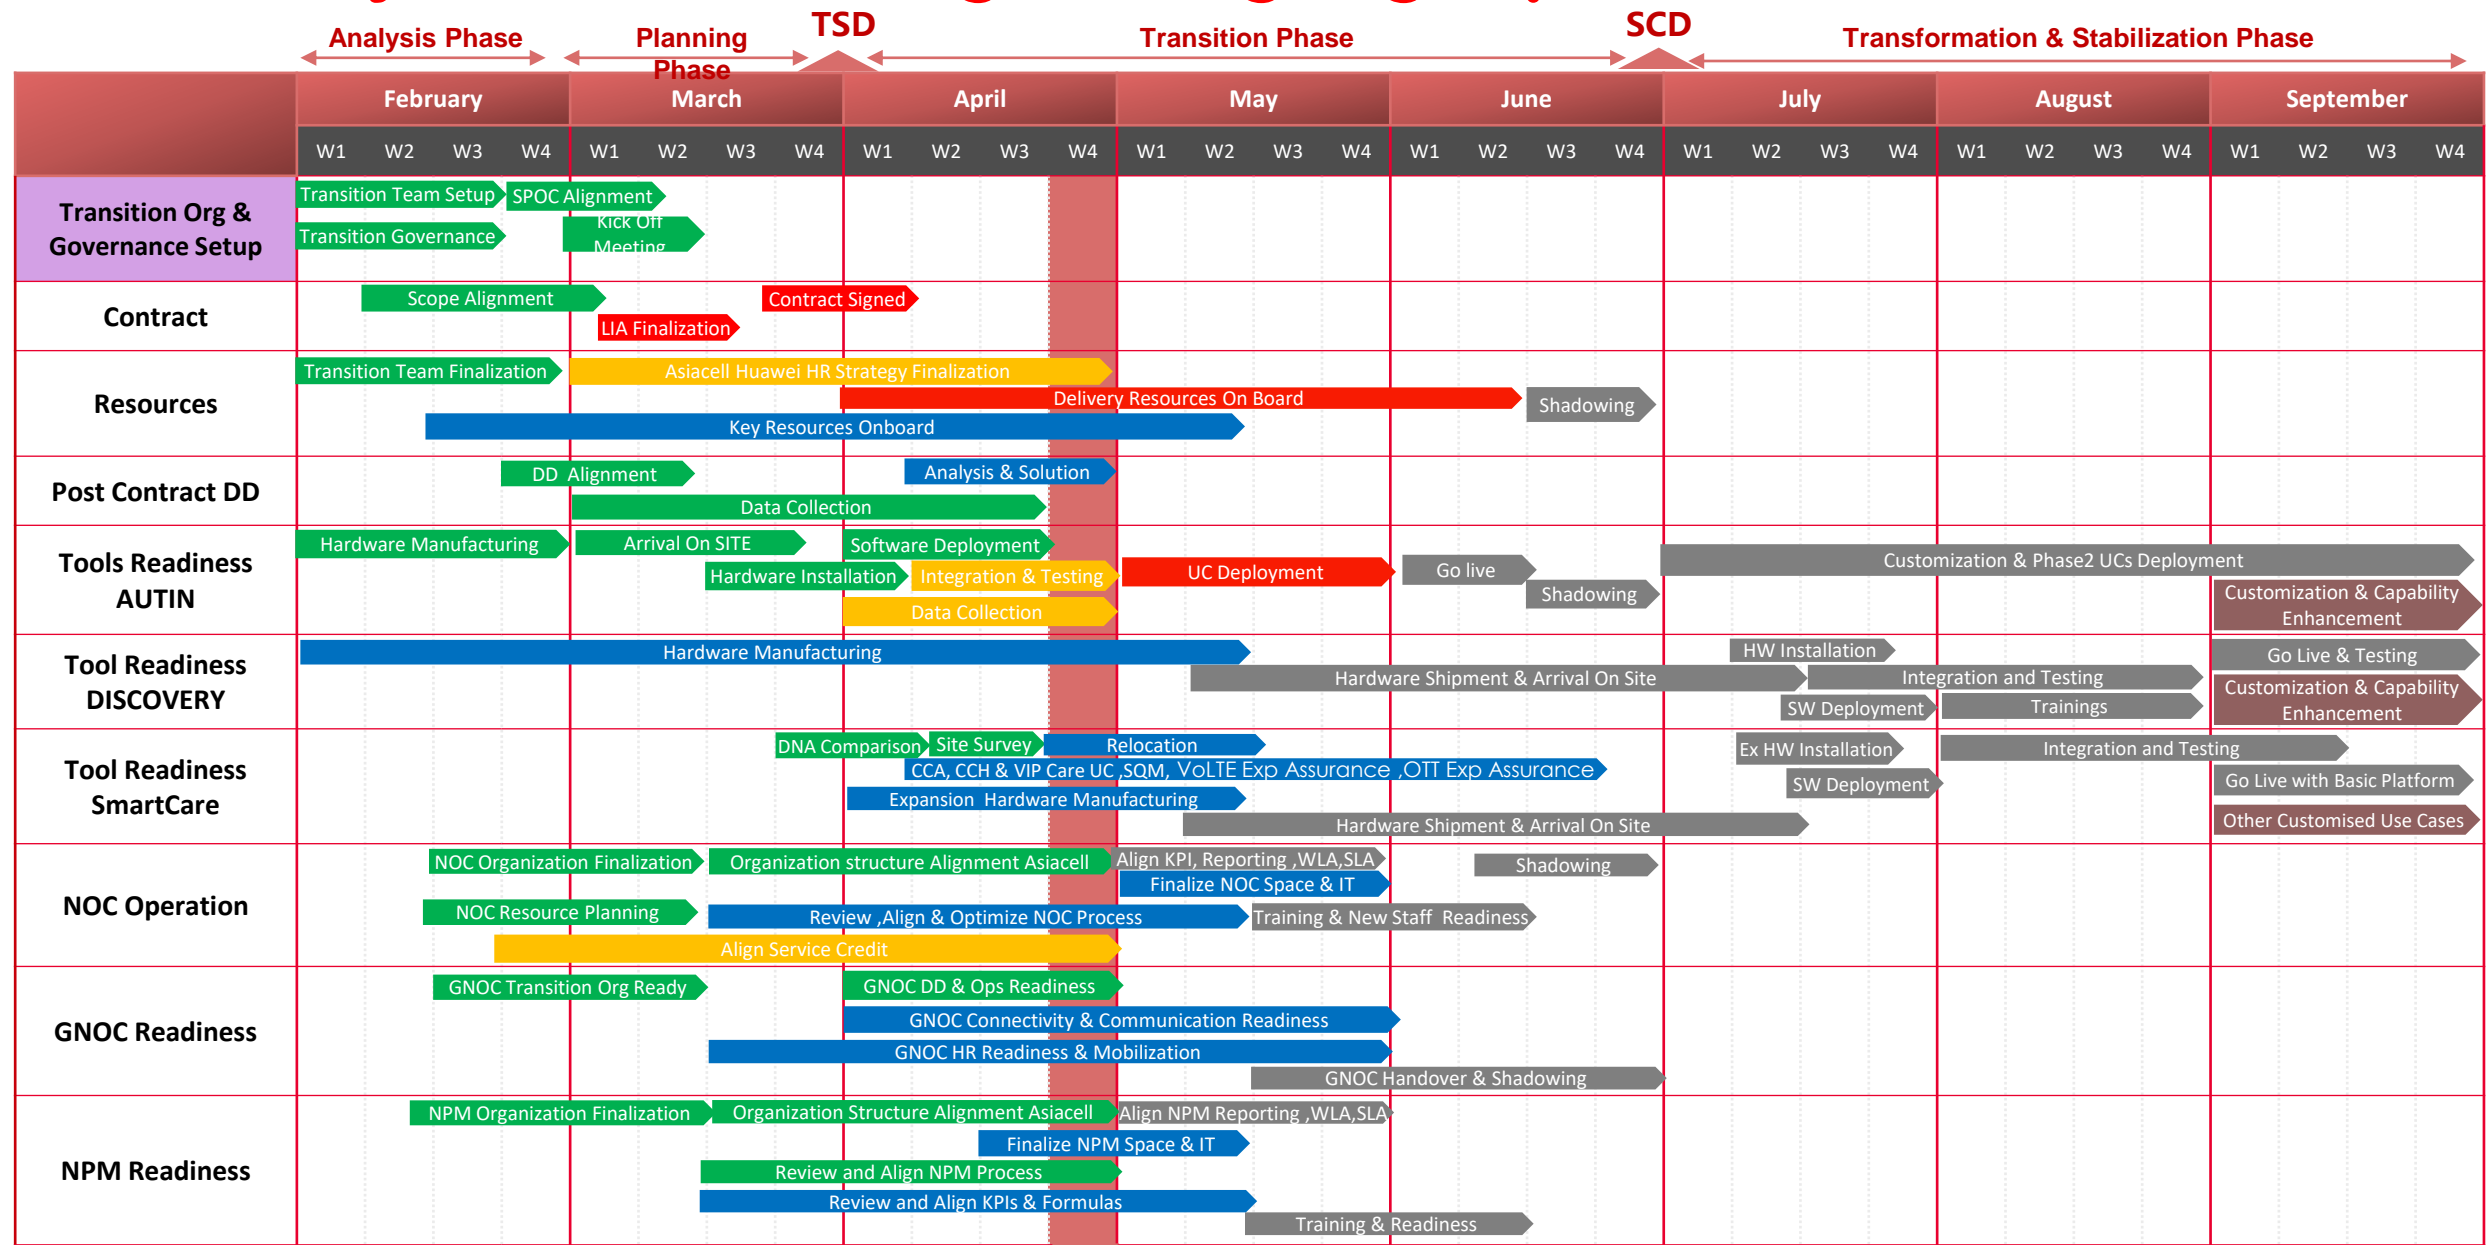 TSD
SCD
Analysis Phase
Planning
Phase
Transition Phase
Transformation & Stabilization Phase
February March April May June July August September
W1 W2 W3 W4 W1 W2 W3 W4 W1 W2 W3 W4 W1 W2 W3 W4 W1 W2 W3 W4 W1 W2 W3 W4 W1 W2 W3 W4 W1 W2 W3 W4
Transition Org &
Governance Setup
Transition Team Setup
SPOC Alignment
Transition Governance
Kick Off
Meeting
Contract
Scope Alignment
Contract Signed
LIA Finalization
Resources
Transition Team Finalization
Asiacell Huawei HR Strategy Finalization
Delivery Resources On Board
Shadowing
Key Resources Onboard
Post Contract DD
DD Alignment
Analysis & Solution
Data Collection
Tools Readiness
AUTIN
Hardware Manufacturing
Arrival On SITE
Software Deployment
Hardware Installation
Integration & Testing
UC Deployment
Go live
Shadowing
Customization & Phase2 UCs Deployment
Data Collection
Customization & Capability
Enhancement
Tool Readiness
DISCOVERY
Hardware Manufacturing
HW Installation
Go Live & Testing
Hardware Shipment & Arrival On Site
Integration and Testing
SW Deployment
Trainings
Customization & Capability
Enhancement
Tool Readiness
SmartCare
DNA Comparison
Site Survey
Relocation
Ex HW Installation
Integration and Testing
CCA, CCH & VIP Care UC ,SQM, VoLTE Exp Assurance ,OTT Exp Assurance
SW Deployment
Go Live with Basic Platform
Expansion Hardware Manufacturing
Hardware Shipment & Arrival On Site
Other Customised Use Cases
NOC Operation
NOC Organization Finalization
Organization structure Alignment Asiacell
Align KPI, Reporting ,WLA,SLA
Shadowing
Finalize NOC Space & IT
NOC Resource Planning
Review ,Align & Optimize NOC Process
Training & New Staff Readiness
Align Service Credit
GNOC Readiness
GNOC Transition Org Ready
GNOC DD & Ops Readiness
GNOC Connectivity & Communication Readiness
GNOC HR Readiness & Mobilization
GNOC Handover & Shadowing
NPM Readiness
NPM Organization Finalization
Organization Structure Alignment Asiacell
Align NPM Reporting ,WLA,SLA
Finalize NPM Space & IT
Review and Align NPM Process
Review and Align KPIs & Formulas
Training & Readiness